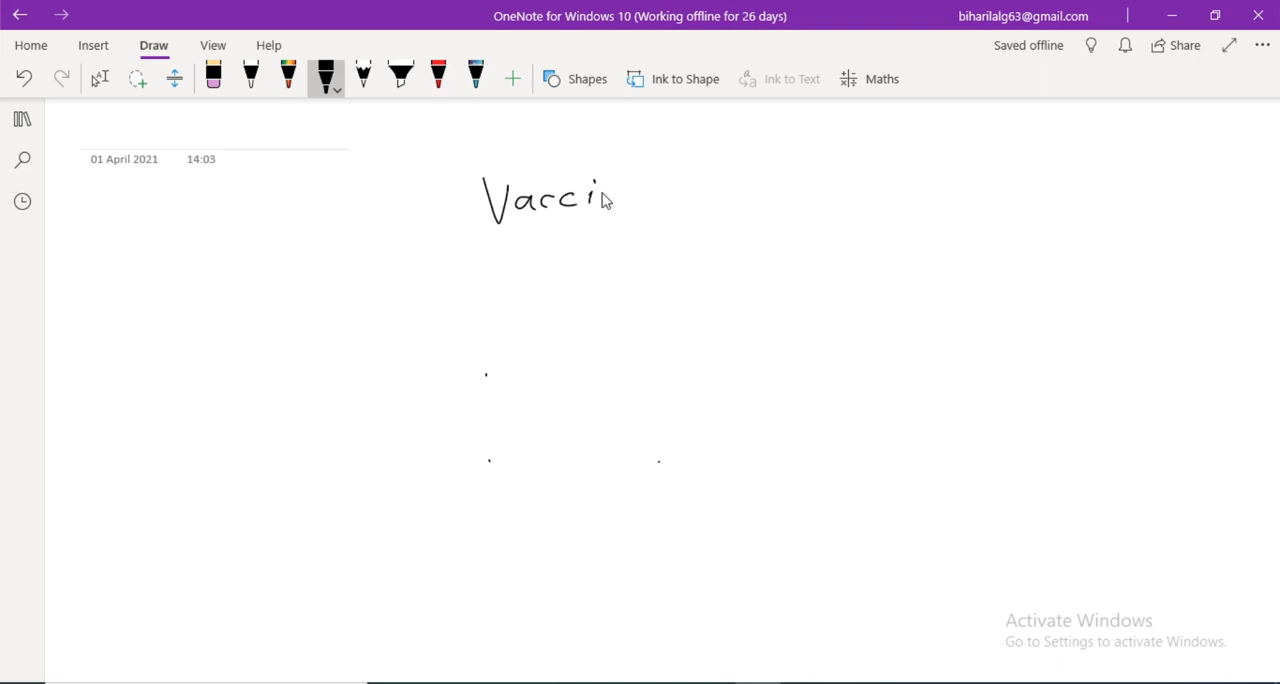 OneNote for Windows 10 (Working offline for 26 days) biharilalg63@gmail.com
Home Insert Draw View Help Saved offline Share
Shapes Ink to Shape Ink to Text Maths
01 April 2021 14:03
Vacci
Activate Windows
Go to Settings to activate Windows.